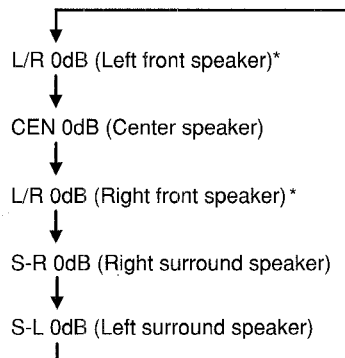 L/R 0dB (Left front speaker)*
CEN 0dB (Center speaker)
L/R 0dB (Right front speaker)*
S-R 0dB (Right surround speaker)
S-L 0dB (Left surround speaker)